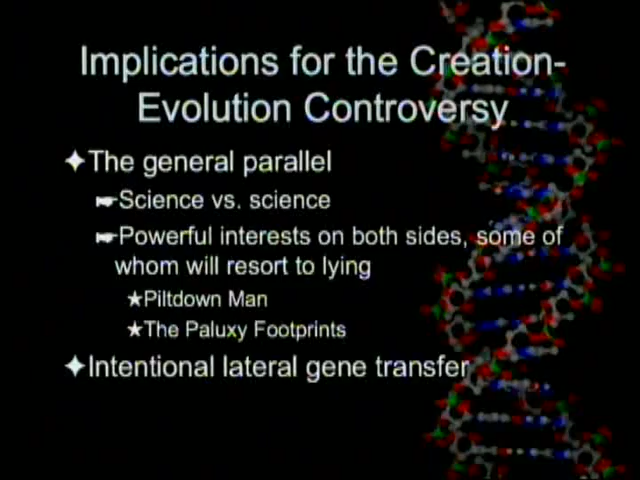 Implications for the Creation-
Evolution Controversy
The general parallel
Science vs. science
Powerful interests on both sides, some of
whom will resort to lying
Piltdown Man
The Paluxy Footprints
Intentional lateral gene transfer